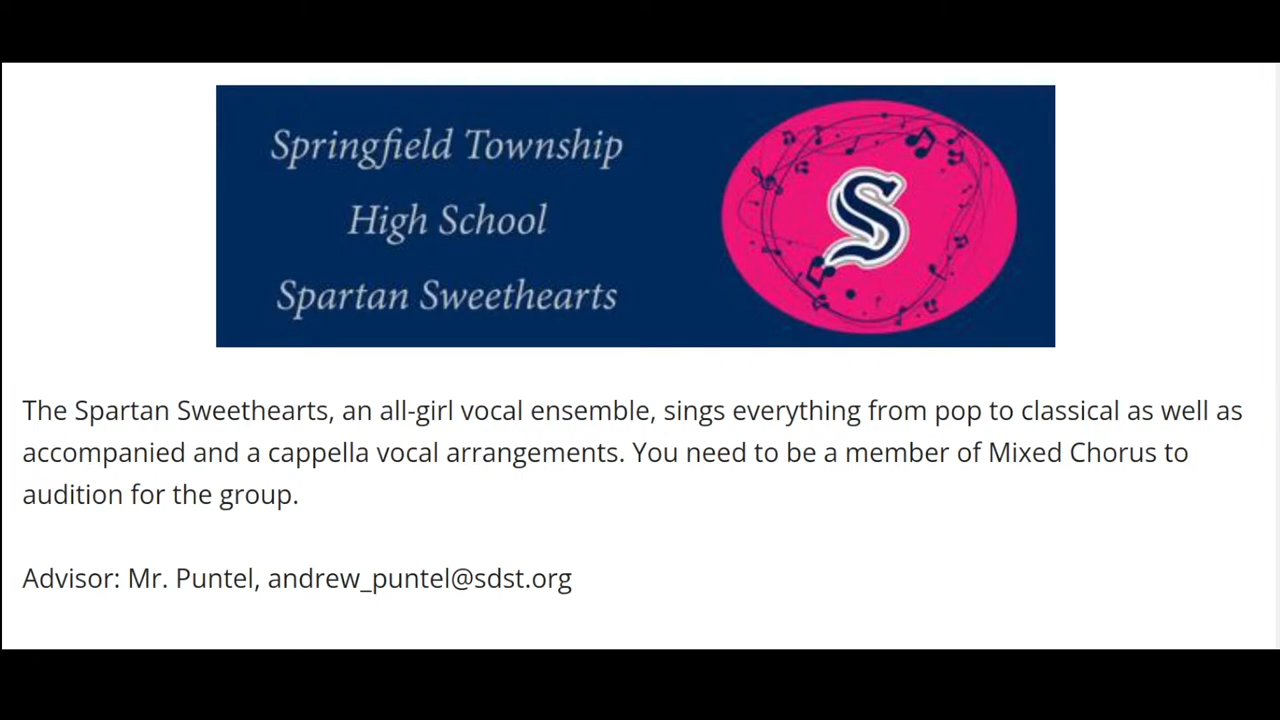 Springfield Township
High School
Spartan Sweethearts
S
The Spartan Sweethearts, an all-girl vocal ensemble, sings everything from pop to classical as well as
accompanied and a cappella vocal arrangements. You need to be a member of Mixed Chorus to
audition for the group.
Advisor: Mr. Puntel, andrew_puntel@sdst.org